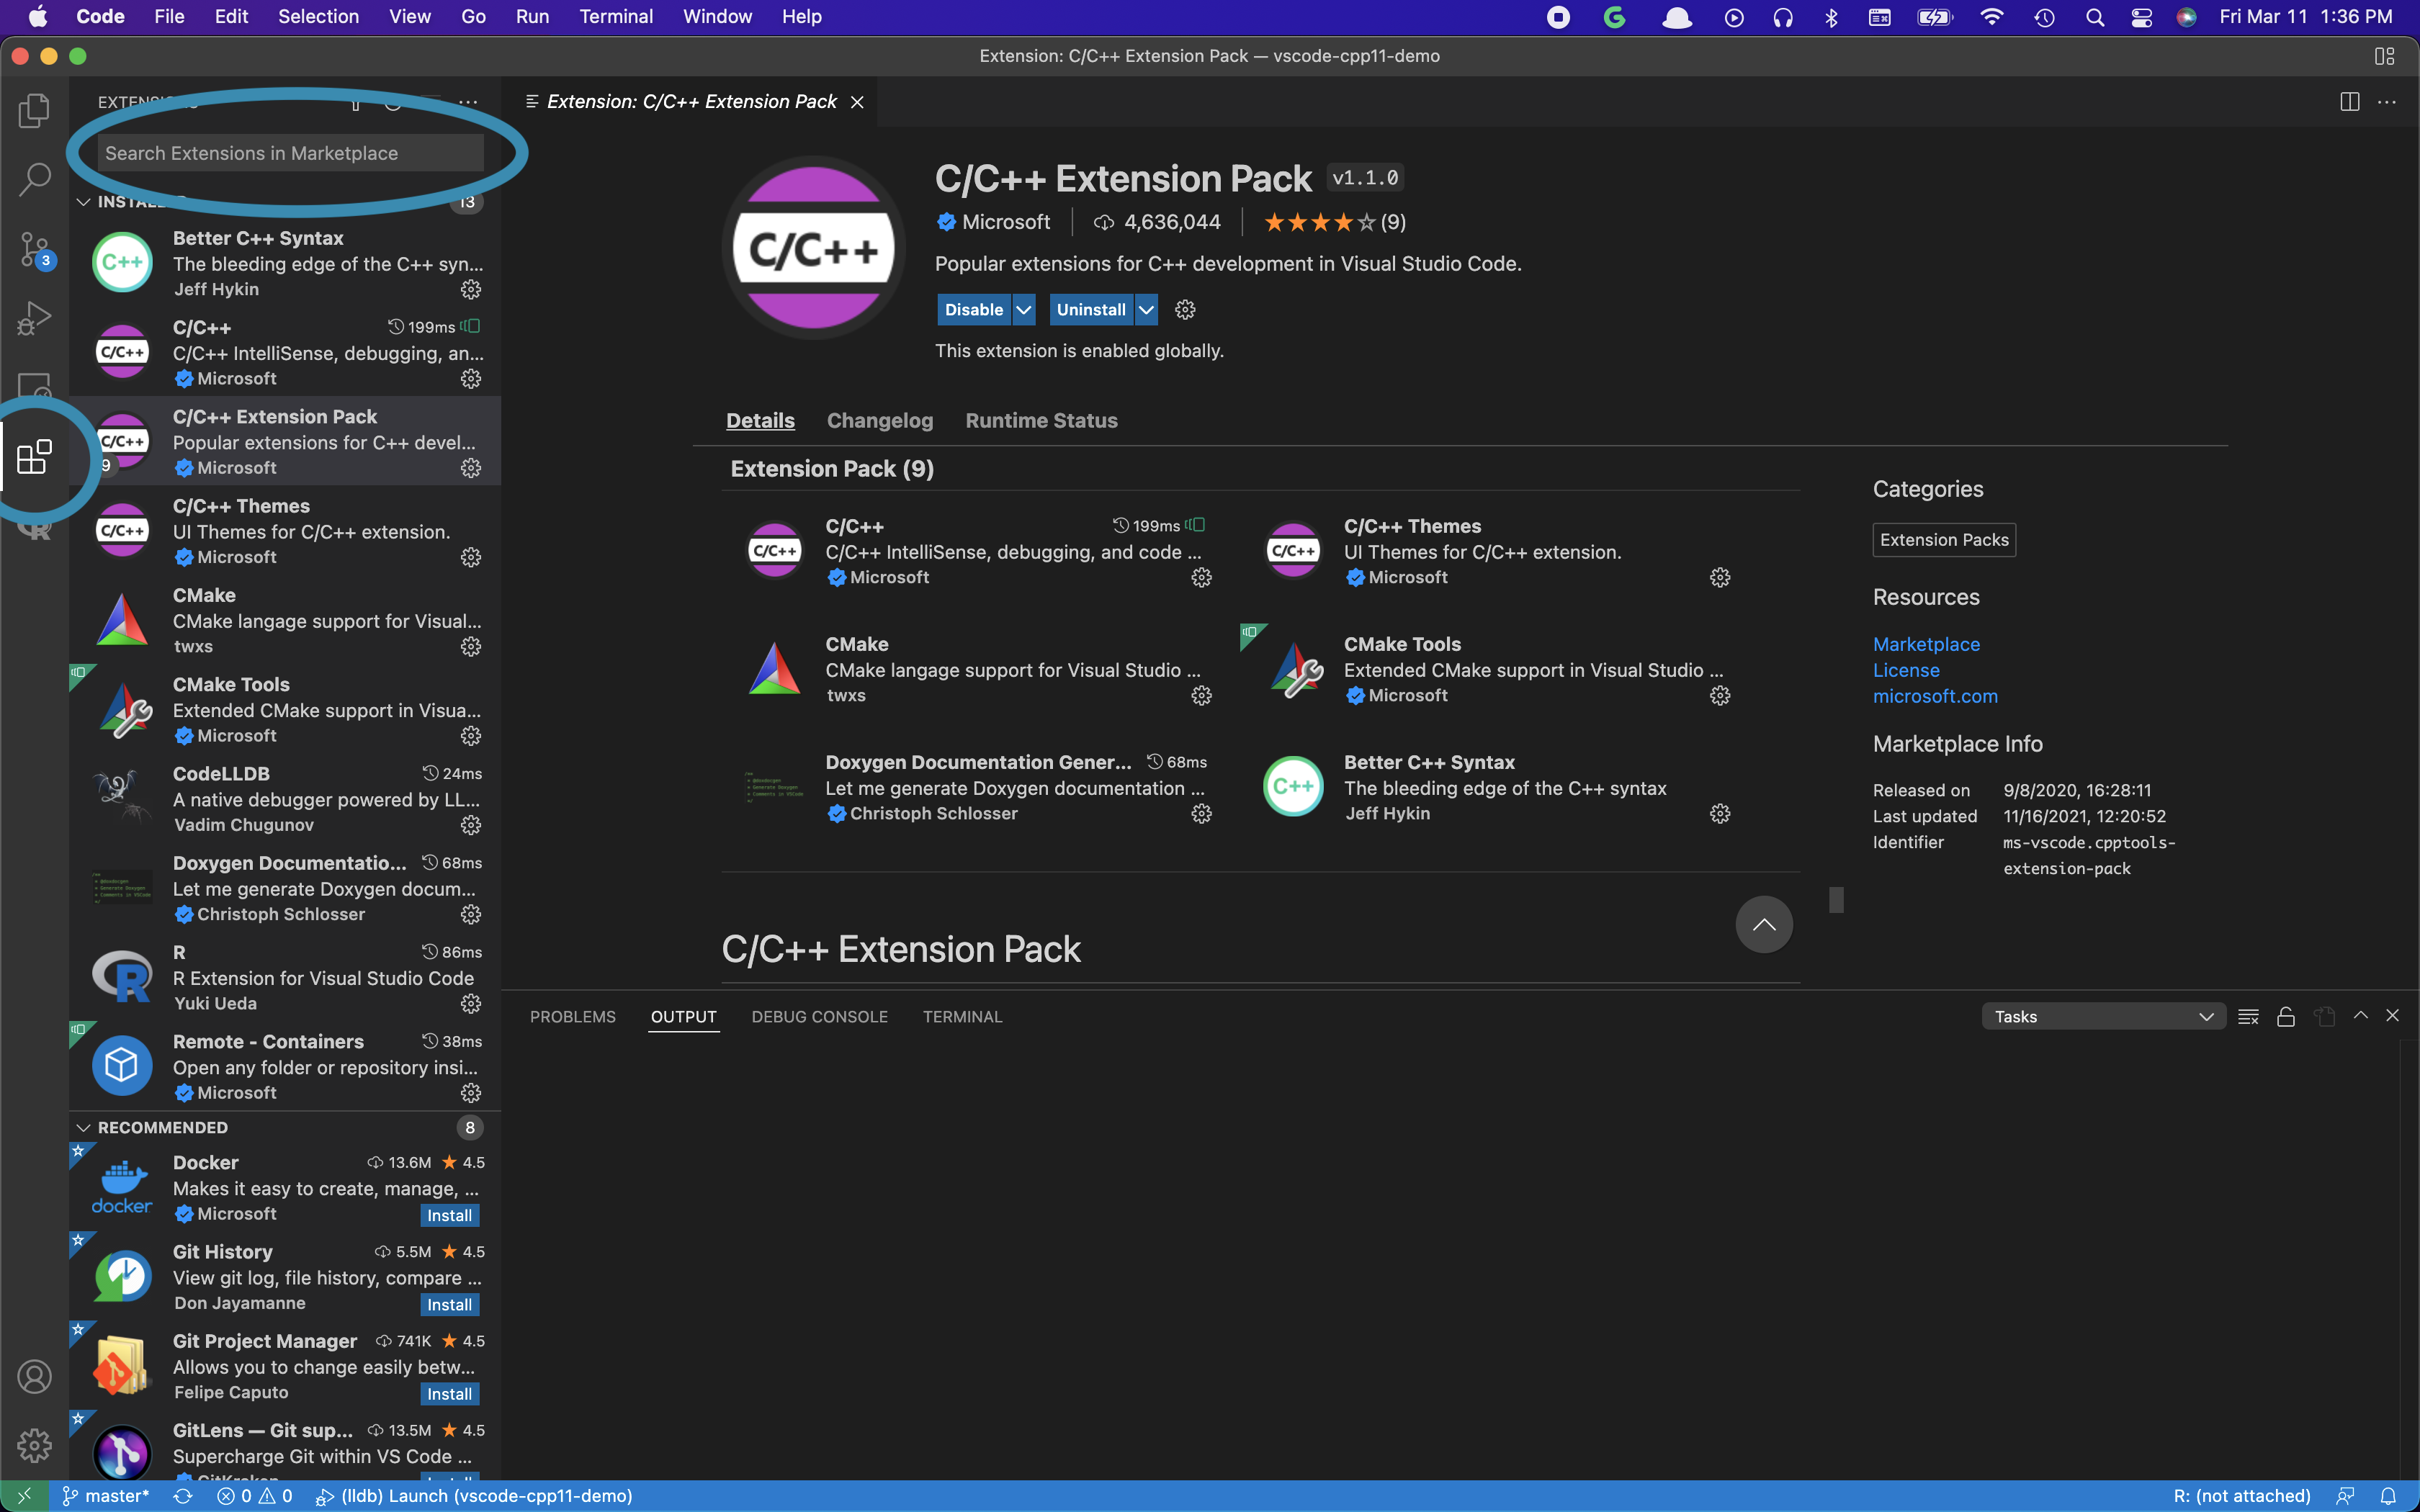 Code File Edit Selection View Go Run Terminal Window Help Fri Mar 11 1:36 PM
Extension: C/C++ Extension Pack — vscode-cpp11-demo
Extension: C/C++ Extension Pack
Search Extensions in Marketplace
13
3
Better C++ Syntax
The bleeding edge of the C++ syn...
Jeff Hykin
C/C++ 199ms
C/C++ IntelliSense, debugging, an...
Microsoft
C/C++ Extension Pack
Popular extensions for C++ devel...
Microsoft
9
C/C++ Themes
UI Themes for C/C++ extension.
Microsoft
CMake
CMake langage support for Visual...
twxs
CMake Tools
Extended CMake support in Visua...
Microsoft
CodeLLDB 24ms
A native debugger powered by LL...
Vadim Chugunov
Doxygen Documentatio... 68ms
Let me generate Doxygen docum...
Christoph Schlosser
R 86ms
R Extension for Visual Studio Code
Yuki Ueda
Remote - Containers 38ms
Open any folder or repository insi...
Microsoft
RECOMMENDED 8
Docker 13.6M 4.5
Makes it easy to create, manage, ...
Microsoft Install
docker
Git History 5.5M 4.5
View git log, file history, compare ...
Don Jayamanne Install
Git Project Manager 741K 4.5
Allows you to change easily betw...
Felipe Caputo Install
GitLens — Git sup... 13.5M 4.5
Supercharge Git within VS Code ...
C/C++
C/C++ Extension Pack v1.1.0
Microsoft 4,636,044 (9)
Popular extensions for C++ development in Visual Studio Code.
Disable Uninstall
This extension is enabled globally.
Details Changelog Runtime Status
Extension Pack (9)
C/C++ 199ms
C/C++ IntelliSense, debugging, and code ...
Microsoft
C/C++ Themes
UI Themes for C/C++ extension.
Microsoft
CMake
CMake langage support for Visual Studio ...
twxs
CMake Tools
Extended CMake support in Visual Studio ...
Microsoft
Doxygen Documentation Gener... 68ms
Let me generate Doxygen documentation ...
Christoph Schlosser
Better C++ Syntax
The bleeding edge of the C++ syntax
Jeff Hykin
C/C++ Extension Pack
Categories
Extension Packs
Resources
Marketplace
License
microsoft.com
Marketplace Info
Released on 9/8/2020, 16:28:11
Last updated 11/16/2021, 12:20:52
Identifier ms-vscode.cpptools-
extension-pack
PROBLEMS OUTPUT DEBUG CONSOLE TERMINAL Tasks
master* 0 0 (lldb) Launch (vscode-cpp11-demo) R: (not attached)